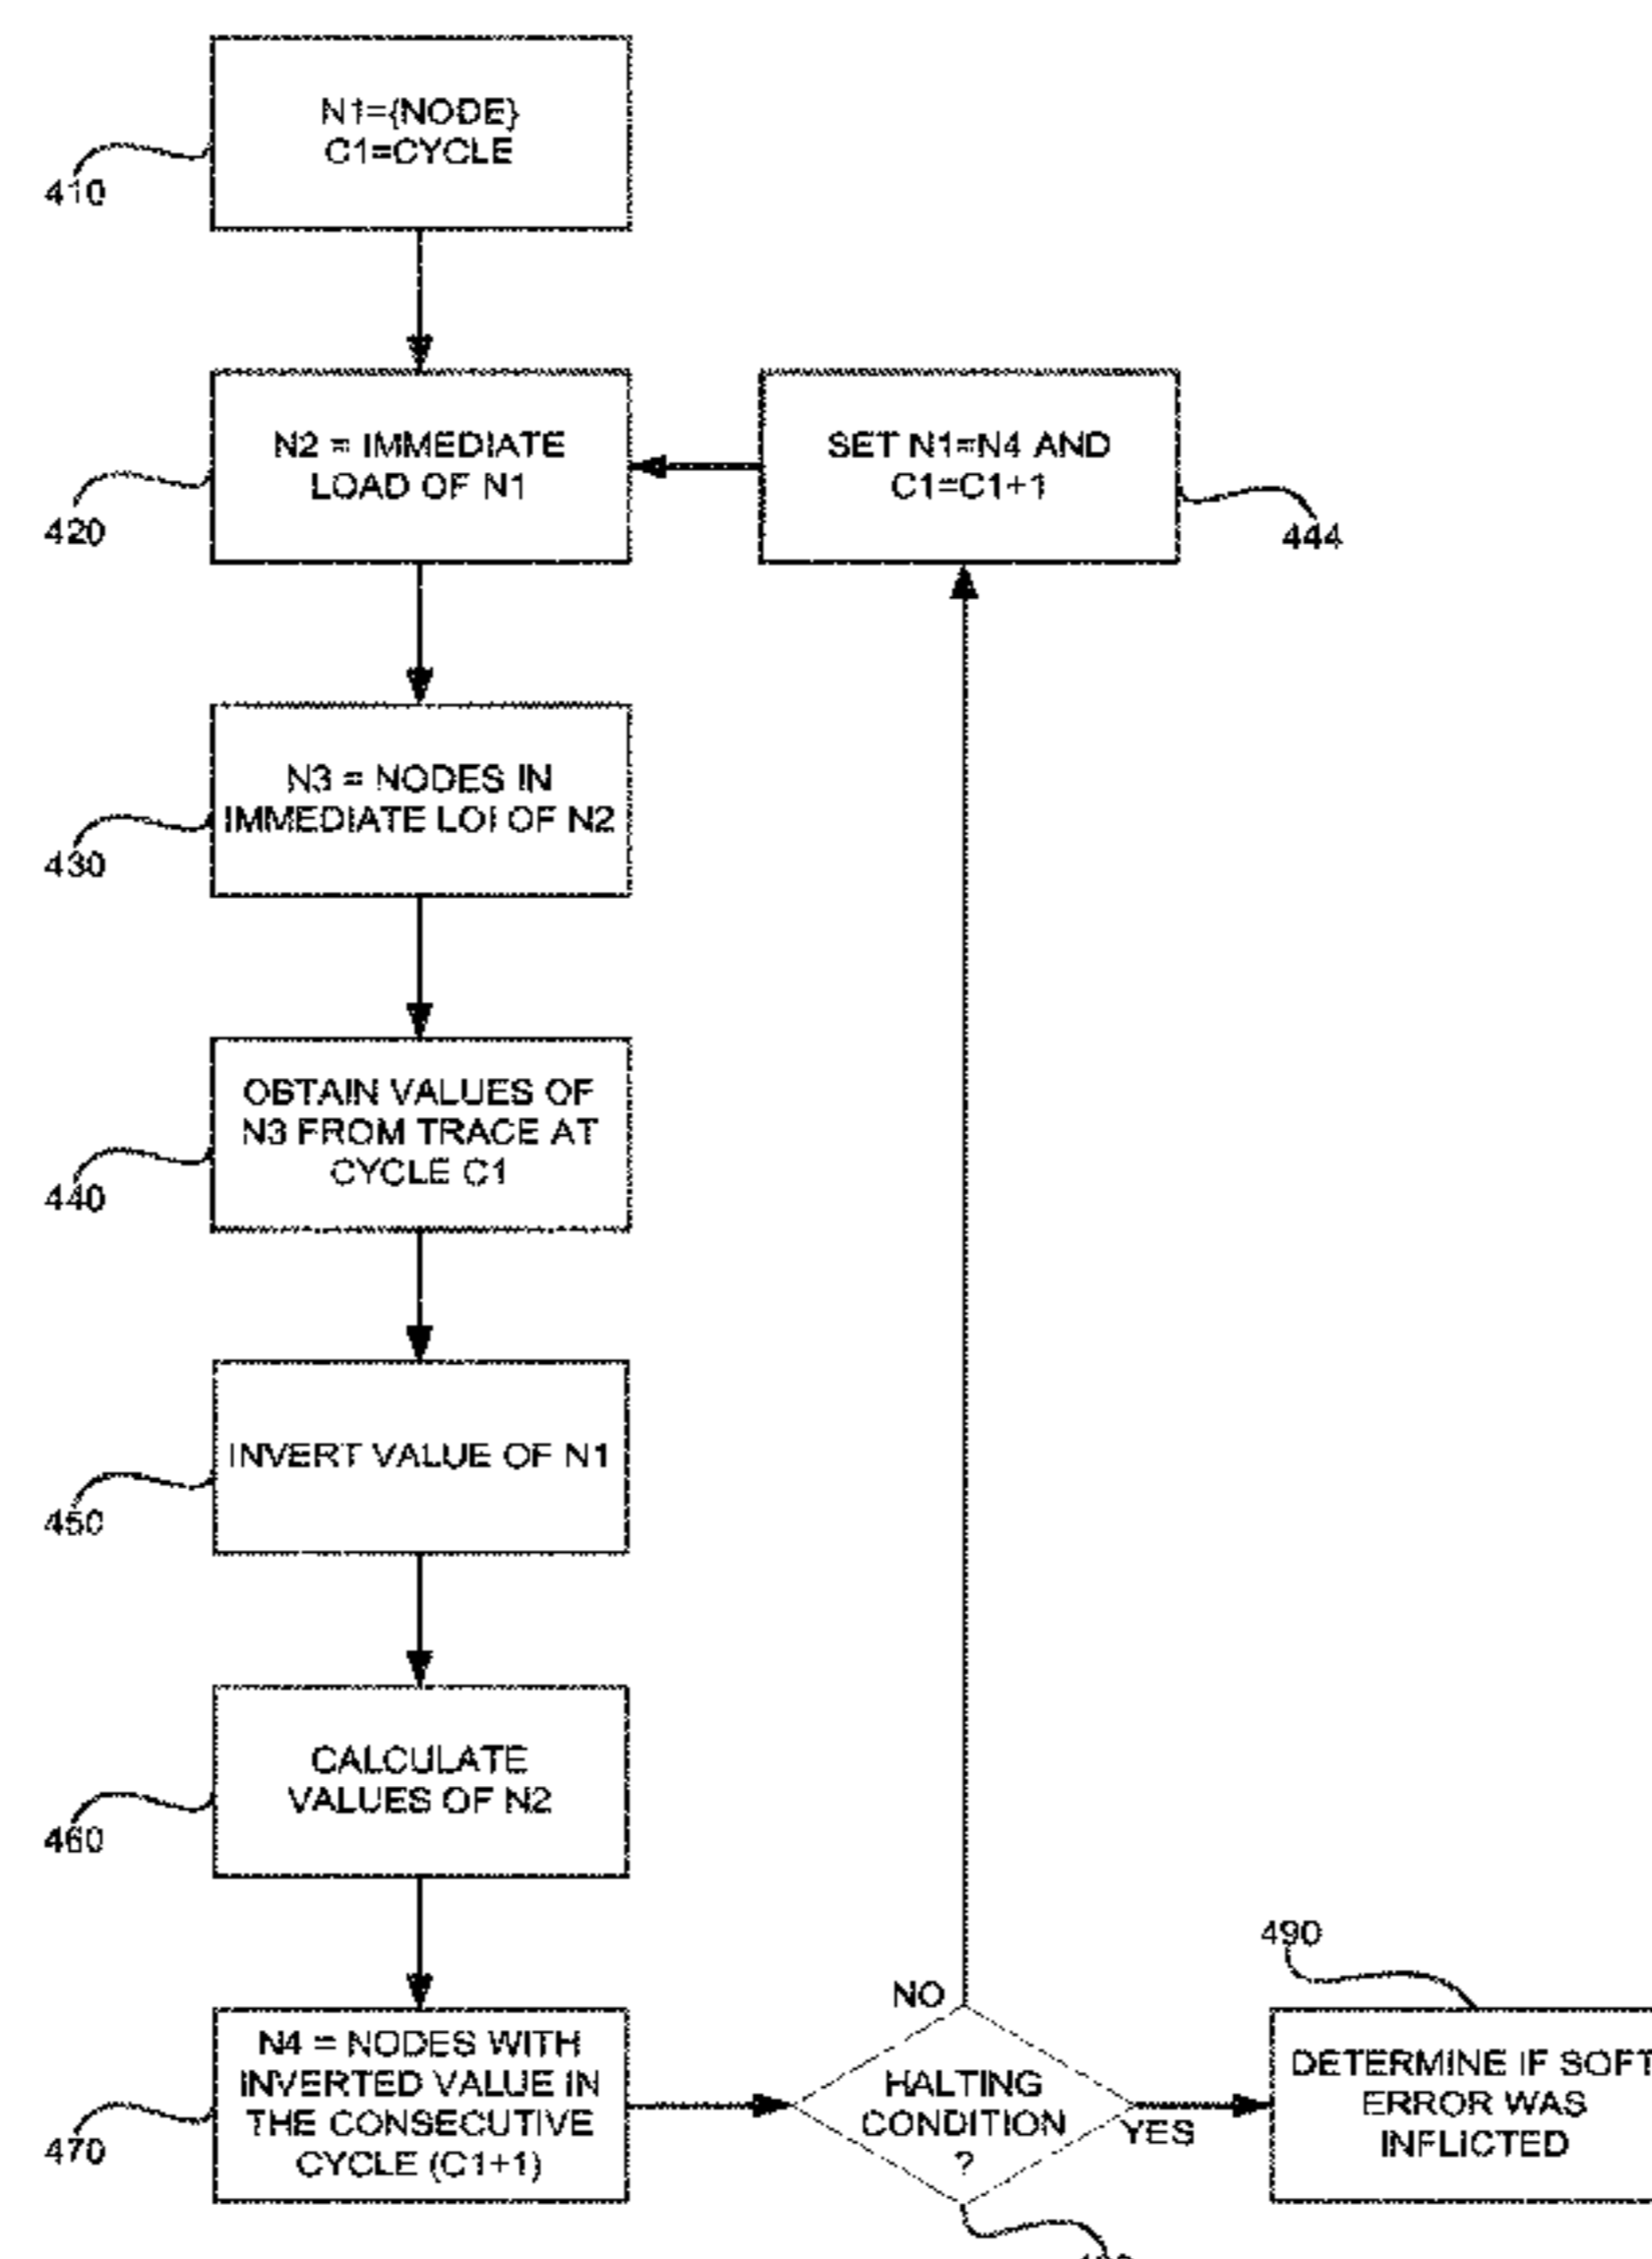 N1={NODE}
C1=CYCLE
410
N2 = IMMEDIATE
LOAD OF N1
420
SET N1=N4 AND
C1=C1+1
444
N3 = NODES IN
IMMEDIATE LOI OF N2
430
OBTAIN VALUES OF
N3 FROM TRACE AT
CYCLE C1
440
INVERT VALUE OF N1
450
CALCULATE
VALUES OF N2
460
N4 = NODES WITH
INVERTED VALUE IN
THE CONSECUTIVE
CYCLE (C1+1)
470
NO
HALTING
CONDITION
?
YES
490
DETERMINE IF SOFT
ERROR WAS
INFLICTED